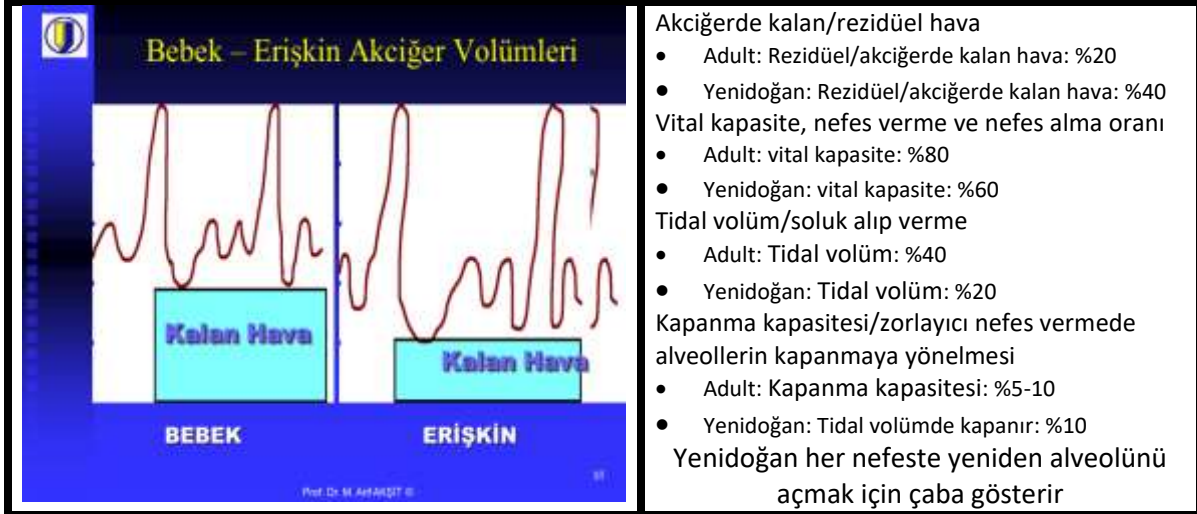 Bebek – Erişkin Akciğer Volümleri
Kalan Hava
Kalan Hava
BEBEK
ERİŞKİN
Prof. Dr. M. Arif AKŞİT ©
Akciğerde kalan/rezidüel hava
• Adult: Rezidüel/akciğerde kalan hava: %20
• Yenidoğan: Rezidüel/akciğerde kalan hava: %40
Vital kapasite, nefes verme ve nefes alma oranı
• Adult: vital kapasite: %80
• Yenidoğan: vital kapasite: %60
Tidal volüm/soluk alıp verme
• Adult: Tidal volüm: %40
• Yenidoğan: Tidal volüm: %20
Kapanma kapasitesi/zorlayıcı nefes vermede
alveollerin kapanmaya yönelmesi
• Adult: Kapanma kapasitesi: %5-10
• Yenidoğan: Tidal volümde kapanır: %10
Yenidoğan her nefeste yeniden alveolünü
açmak için çaba gösterir